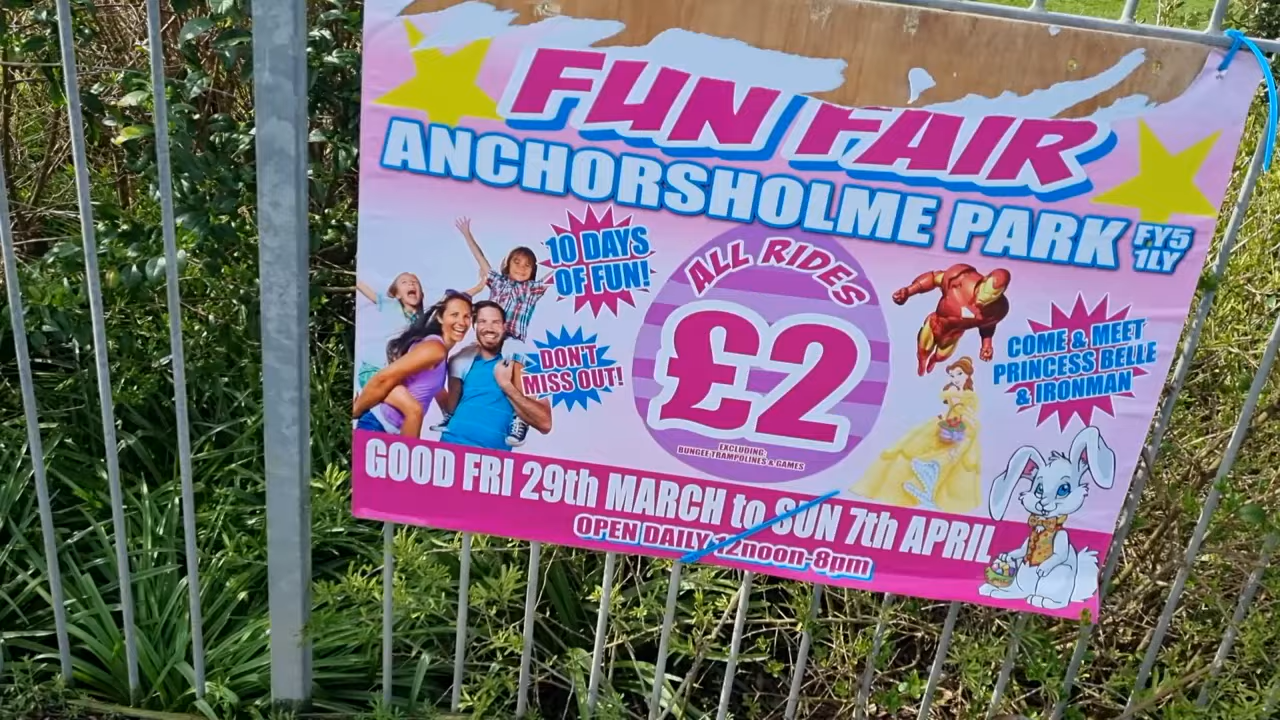 FUN FAIR
ANCHORSHOLME PARK FY5
1LY
10 DAYS
OF FUN!
DON'T
MISS OUT!
ALL RIDES
£2
EXCLUDING:
BUNGEE TRAMPOLINES & GAMES
COME & MEET
PRINCESS BELLE
& IRONMAN
GOOD FRI 29th MARCH to SUN 7th APRIL
OPEN DAILY 12noon-8pm